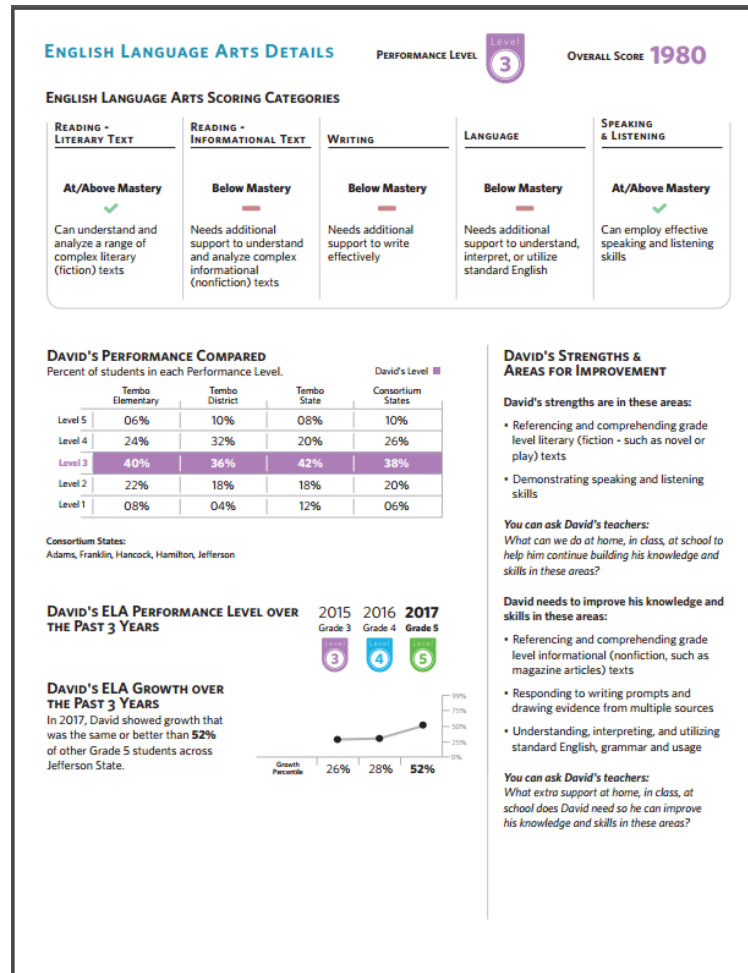 ENGLISH LANGUAGE ARTS DETAILS
PERFORMANCE LEVEL
Level
3
OVERALL SCORE 1980
ENGLISH LANGUAGE ARTS SCORING CATEGORIES
READING -
LITERARY TEXT
At/Above Mastery
Can understand and
analyze a range of
complex literary
(fiction) texts
READING -
INFORMATIONAL TEXT
Below Mastery
Needs additional
support to understand
and analyze complex
informational
(nonfiction) texts
WRITING
Below Mastery
Needs additional
support to write
effectively
LANGUAGE
Below Mastery
Needs additional
support to understand,
interpret, or utilize
standard English
SPEAKING
& LISTENING
At/Above Mastery
Can employ effective
speaking and listening
skills
DAVID'S PERFORMANCE COMPARED
Percent of students in each Performance Level.
David's Level
Tembo Elementary Tembo District Tembo State Consortium States
Level 5 06% 10% 08% 10%
Level 4 24% 32% 20% 26%
Level 3 40% 36% 42% 38%
Level 2 22% 18% 18% 20%
Level 1 08% 04% 12% 06%
Consortium States:
Adams, Franklin, Hancock, Hamilton, Jefferson
DAVID'S ELA PERFORMANCE LEVEL OVER
THE PAST 3 YEARS
2015 2016 2017
Grade 3 Grade 4 Grade 5
Level Level Level
3 4 5
DAVID'S ELA GROWTH OVER
THE PAST 3 YEARS
In 2017, David showed growth that
was the same or better than 52%
of other Grade 5 students across
Jefferson State.
99%
75%
50%
25%
0%
Growth
Percentile
26% 28% 52%
DAVID'S STRENGTHS &
AREAS FOR IMPROVEMENT
David's strengths are in these areas:
• Referencing and comprehending grade
level literary (fiction - such as novel or
play) texts
• Demonstrating speaking and listening
skills
You can ask David's teachers:
What can we do at home, in class, at school to
help him continue building his knowledge and
skills in these areas?
David needs to improve his knowledge and
skills in these areas:
• Referencing and comprehending grade
level informational (nonfiction, such as
magazine articles) texts
• Responding to writing prompts and
drawing evidence from multiple sources
• Understanding, interpreting, and utilizing
standard English, grammar and usage
You can ask David's teachers:
What extra support at home, in class, at
school does David need so he can improve
his knowledge and skills in these areas?